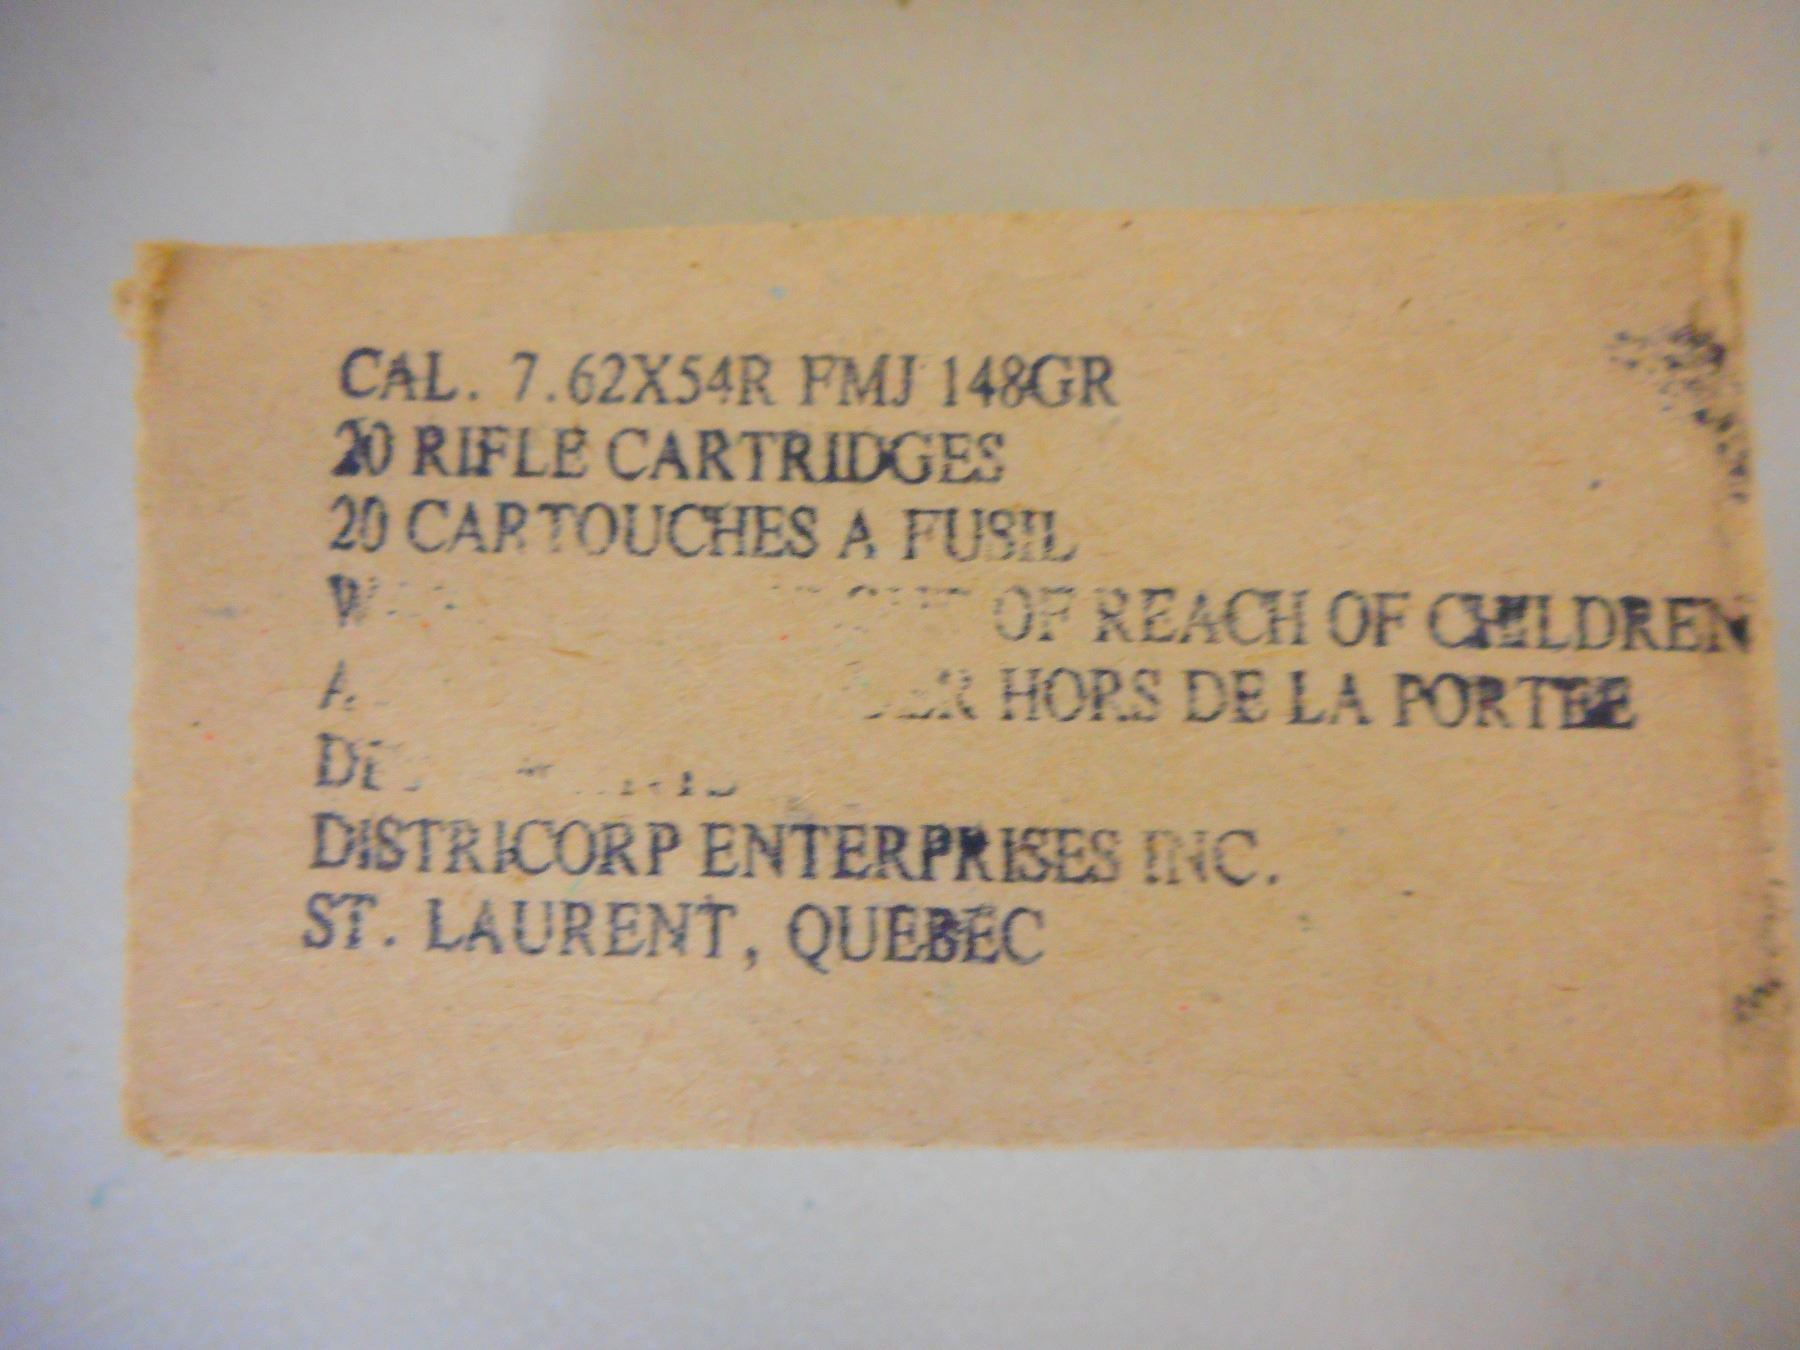 CAL. 7.62X54R FMJ 148GR
20 RIFLE CARTRIDGES
20 CARTOUCHES A FUSIL
OF REACH OF CHILDREN
HORS DE LA PORTEE
DISTRICORP ENTERPRISES INC.
ST. LAURENT, QUEBEC